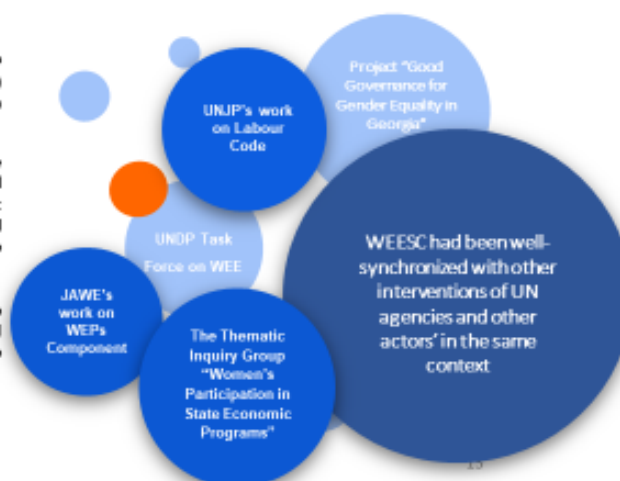 Project "Good
Governance for
Gender Equality in
Georgia"
UNJP's work
on Labour
Code
UNDP Task
Force on WEE
WEESC had been well-
synchronized with other
interventions of UN
agencies and other
actors' in the same
context
JAWE's
work on
WEPs
Component
The Thematic
Inquiry Group
"Women's
Participation in
State Economic
Programs"